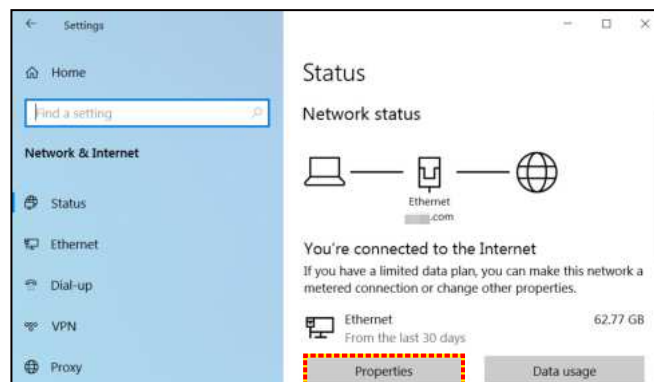 Settings
Home
Find a setting
Network & Internet
Status
Ethernet
Dial-up
VPN
Proxy
Status
Network status
Ethernet
.com
You're connected to the Internet
If you have a limited data plan, you can make this network a
metered connection or change other properties.
Ethernet 62.77 GB
From the last 30 days
Properties Data usage